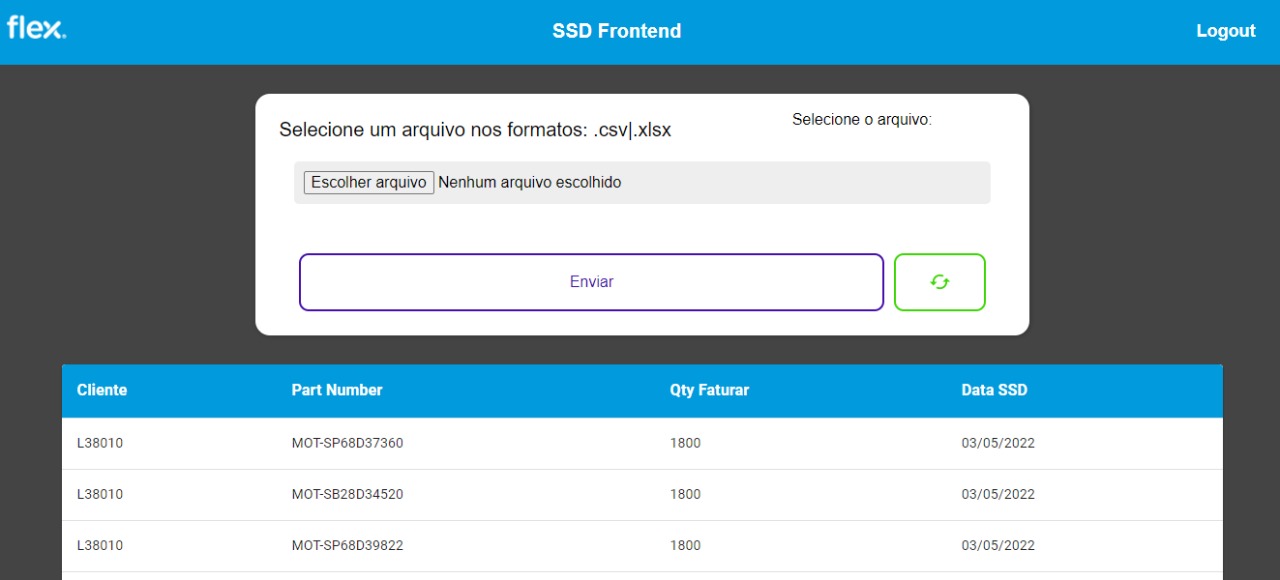 flex.
SSD Frontend
Logout
Selecione um arquivo nos formatos: .csv|.xlsx
Selecione o arquivo:
Escolher arquivo Nenhum arquivo escolhido
Enviar
Cliente Part Number Qty Faturar Data SSD
L38010 MOT-SP68D37360 1800 03/05/2022
L38010 MOT-SB28D34520 1800 03/05/2022
L38010 MOT-SP68D39822 1800 03/05/2022